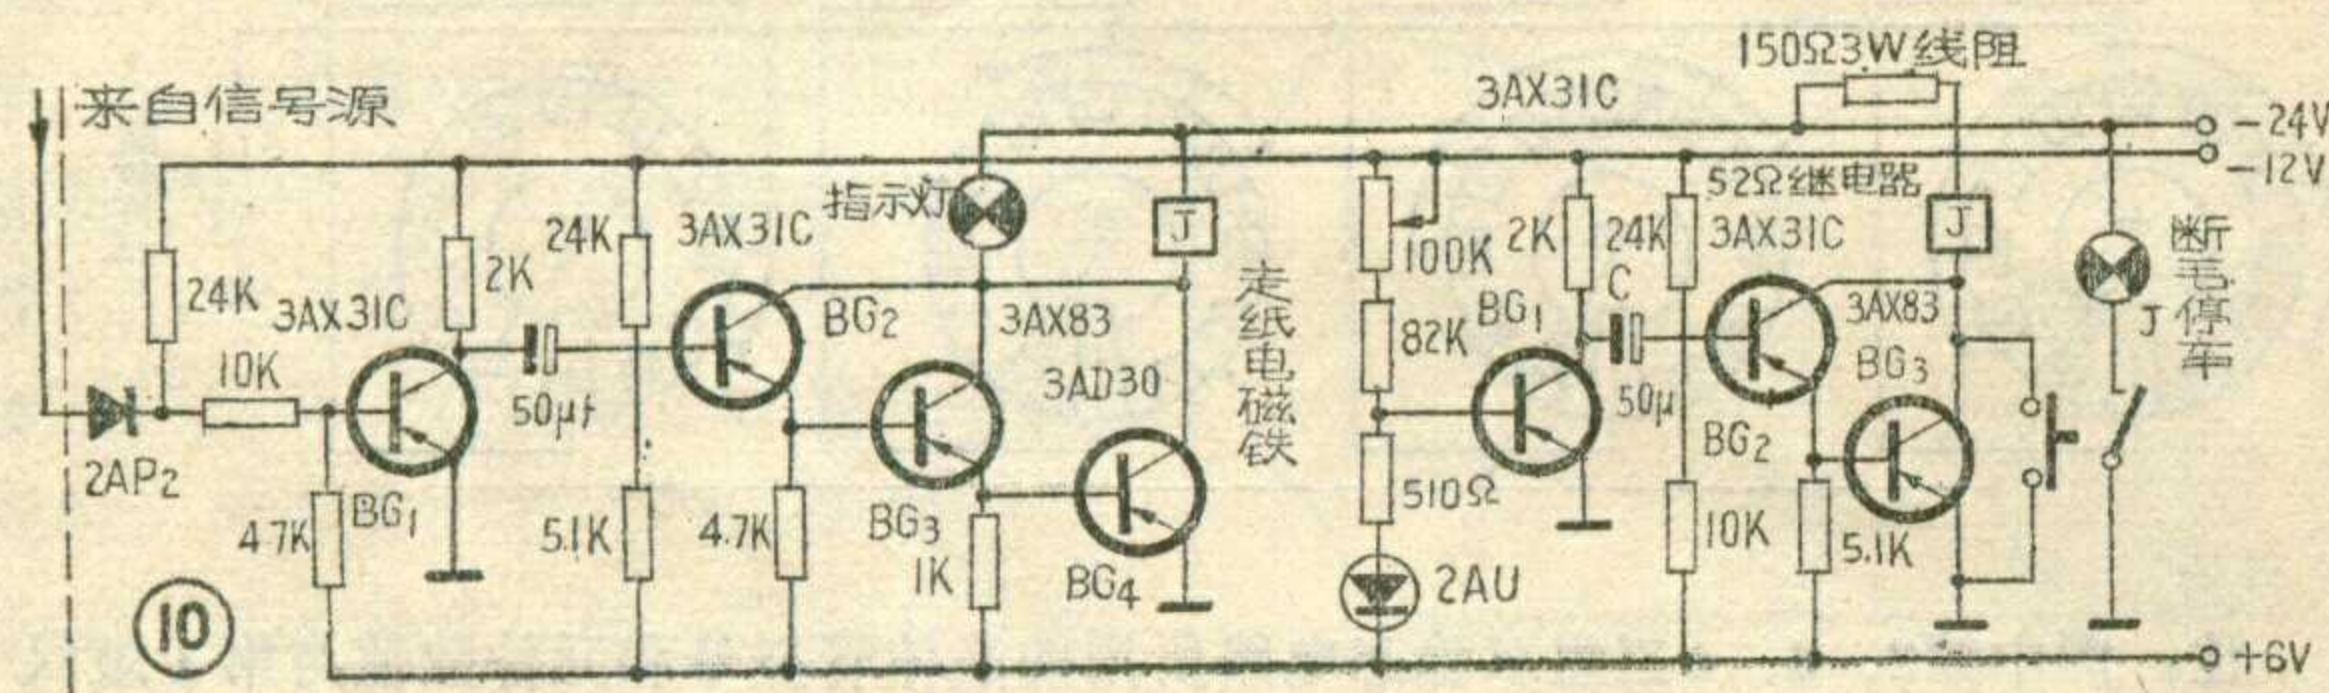 150Ω3W线阻
来自信号源
3AX31C
-24V
-12V
指示灯
52Ω继电器
24K
3AX31C
J
3AX31C
J
断毛停车
24K
2K
100K
2K
24K
3AX31C
BG2
3AX83
走纸电磁铁
BG1
C
3AX83
J
10K
82K
BG3
3AD30
50μf
50μ
2AP2
BG2
4.7K
BG1
5.1K
4.7K
BG3
510Ω
10K
5.1K
1K
BG4
2AU
10
+6V